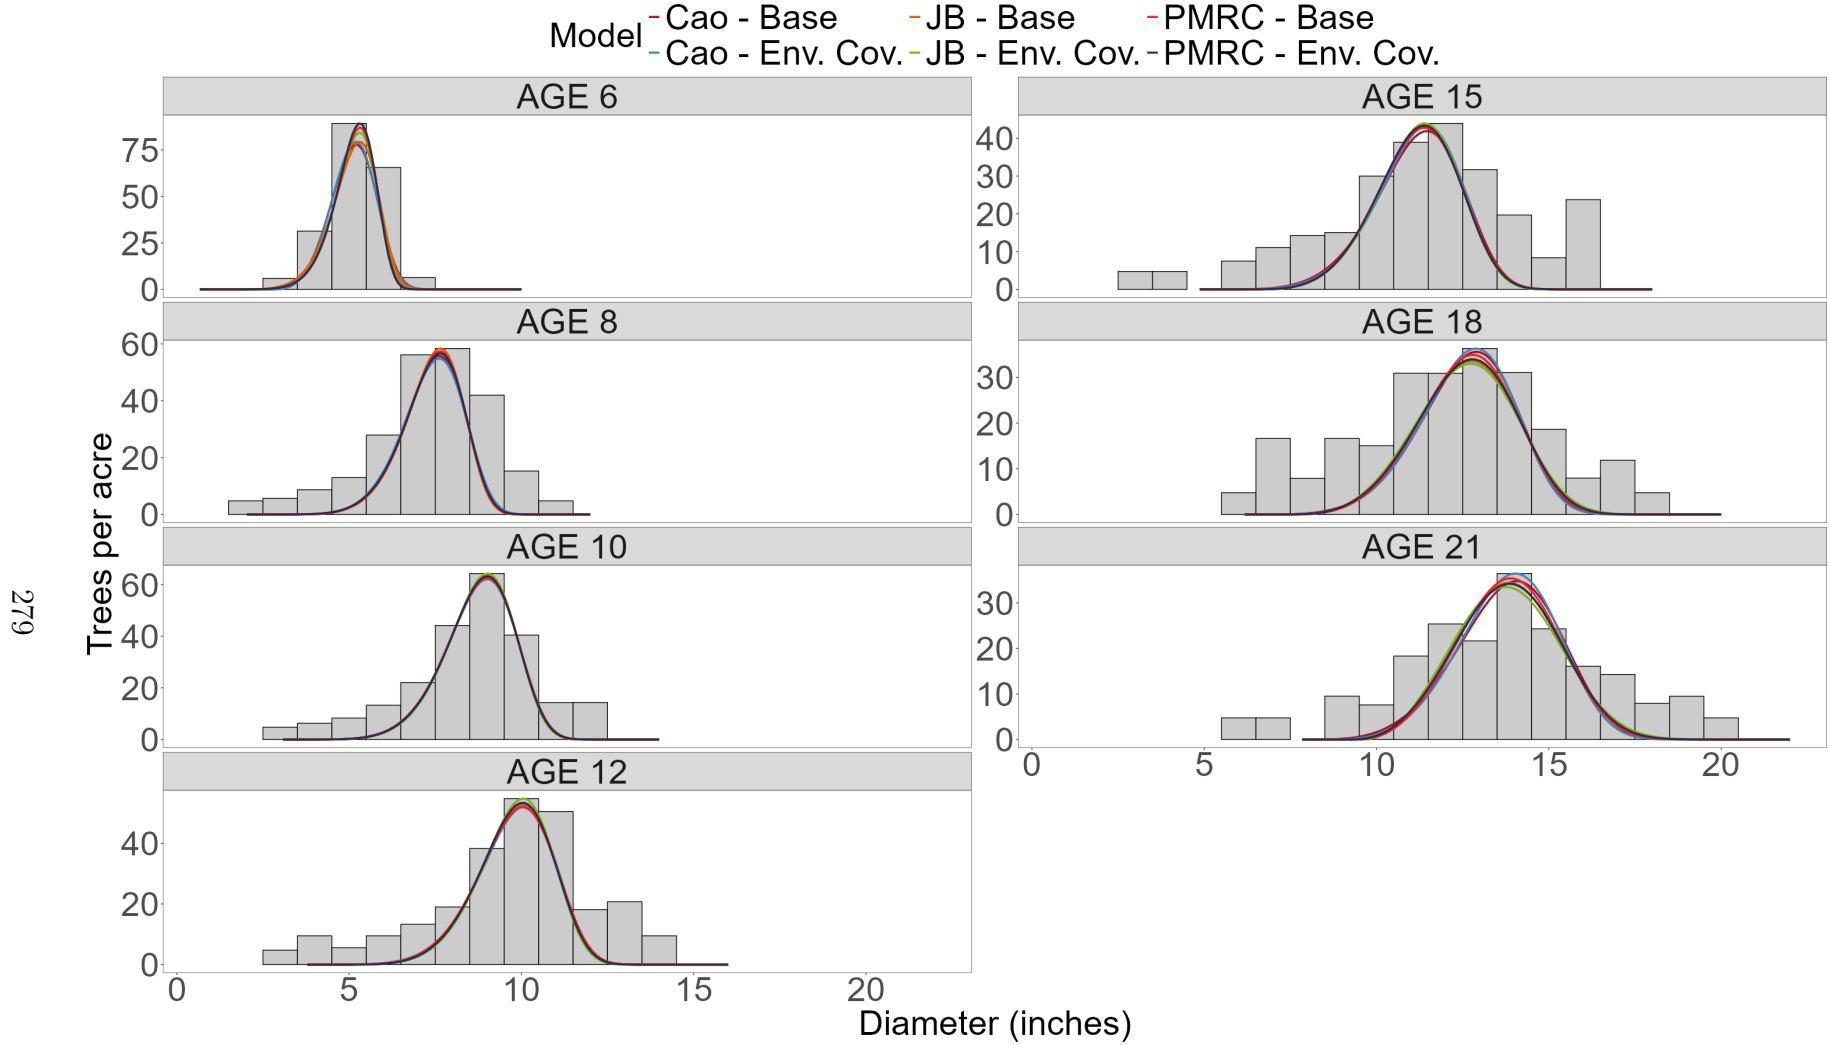 Model
Cao - Base
JB - Base
PMRC - Base
Cao - Env. Cov.
JB - Env. Cov.
PMRC - Env. Cov.
AGE 6
75
50
25
0
AGE 15
40
30
20
10
0
AGE 8
60
40
20
0
AGE 18
30
20
10
0
AGE 10
60
40
20
0
AGE 21
30
20
10
0
0 5 10 15 20
AGE 12
40
20
0
0 5 10 15 20
Trees per acre
Diameter (inches)
279